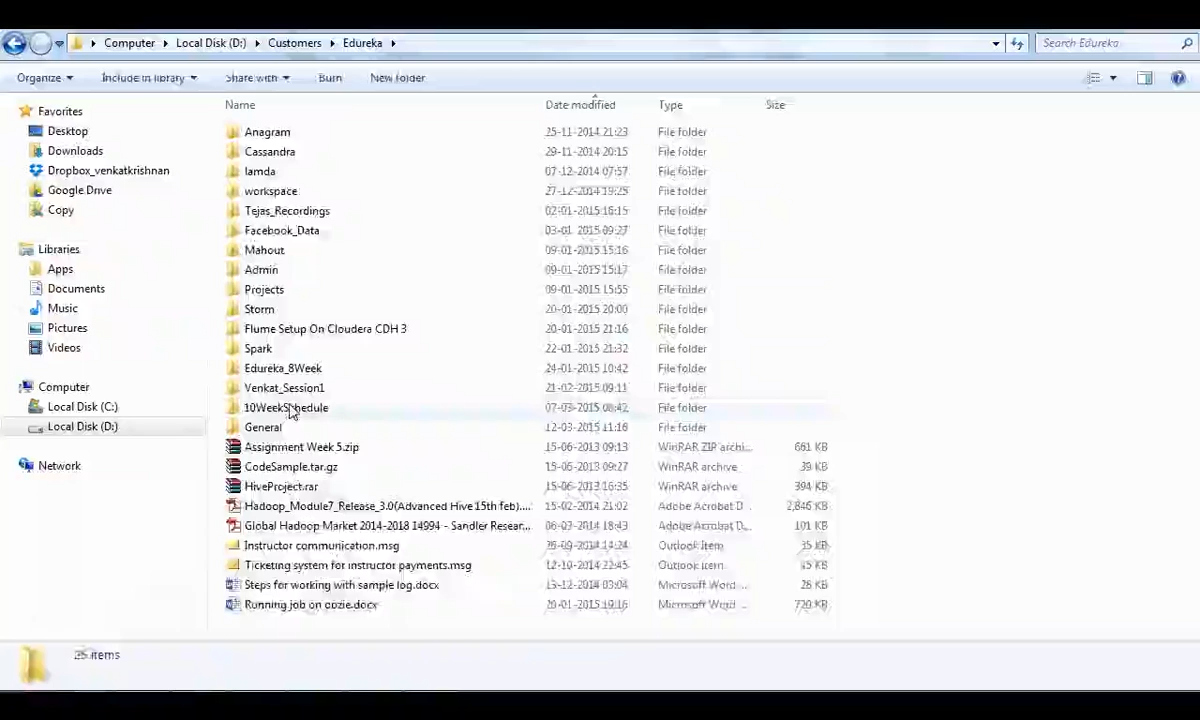 Computer Local Disk (D:) Customers Edureka Search Edureka
Organize Include in library Share with Burn New folder
Favorites
Desktop
Downloads
Dropbox_venkatkrishnan
Google Drive
Copy
Libraries
Apps
Documents
Music
Pictures
Videos
Computer
Local Disk (C:)
Local Disk (D:)
Network
Name Date modified Type Size
Anagram 25-11-2014 21:23 File folder
Cassandra 29-11-2014 20:15 File folder
lamda 07-12-2014 07:57 File folder
workspace 27-12-2014 19:25 File folder
Tejas_Recordings 02-01-2015 16:15 File folder
Facebook_Data 03-01-2015 09:27 File folder
Mahout 09-01-2015 15:16 File folder
Admin 09-01-2015 15:17 File folder
Projects 09-01-2015 15:55 File folder
Storm 20-01-2015 20:00 File folder
Flume Setup On Cloudera CDH 3 20-01-2015 21:16 File folder
Spark 22-01-2015 21:32 File folder
Edureka_8Week 24-01-2015 10:42 File folder
Venkat_Session1 21-02-2015 09:11 File folder
10WeekSchedule 07-03-2015 08:42 File folder
General 12-03-2015 11:16 File folder
Assignment Week 5.zip 15-06-2013 09:13 WinRAR ZIP archi... 661 KB
CodeSample.tar.gz 15-06-2013 09:27 WinRAR archive 39 KB
HiveProject.rar 15-06-2013 16:35 WinRAR archive 394 KB
Hadoop_Module7_Release_3.0(Advanced Hive 15th feb).... 15-02-2014 21:02 Adobe Acrobat D... 2,846 KB
Global Hadoop Market 2014-2018 14994 - Sandler Resear... 18:43 Adobe Acrobat D... 101 KB
Instructor communication.msg 14:24 Outlook Item 35 KB
Ticketing system for instructor payments.msg 12-10-2014 22:45 Outlook Item 45 KB
Steps for working with sample log.docx 13-12-2014 03:04 Microsoft Word ... 28 KB
Running job on oozie.docx 20-01-2015 19:16 Microsoft Word ... 720 KB
25 items